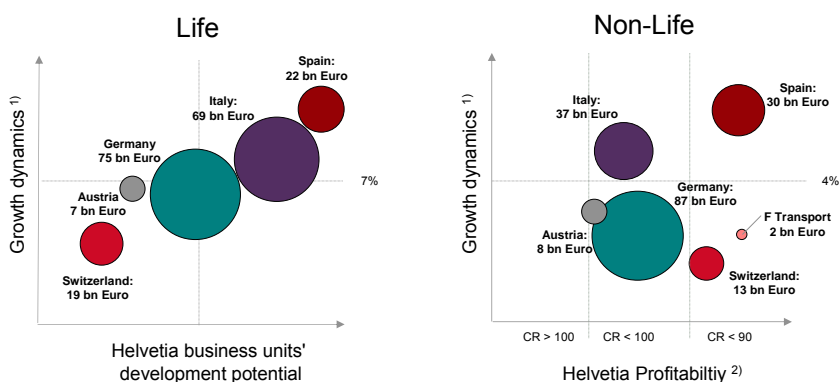 Life
Growth dynamics 1)
Spain:
22 bn Euro
Italy:
69 bn Euro
Germany
75 bn Euro
7%
Austria
7 bn Euro
Switzerland:
19 bn Euro
Helvetia business units'
development potential
Non-Life
Growth dynamics 1)
Spain:
30 bn Euro
Italy:
37 bn Euro
4%
Germany:
87 bn Euro
F Transport
2 bn Euro
Austria:
8 bn Euro
Switzerland:
13 bn Euro
CR > 100
CR < 100
CR < 90
Helvetia Profitabiltiy 2)